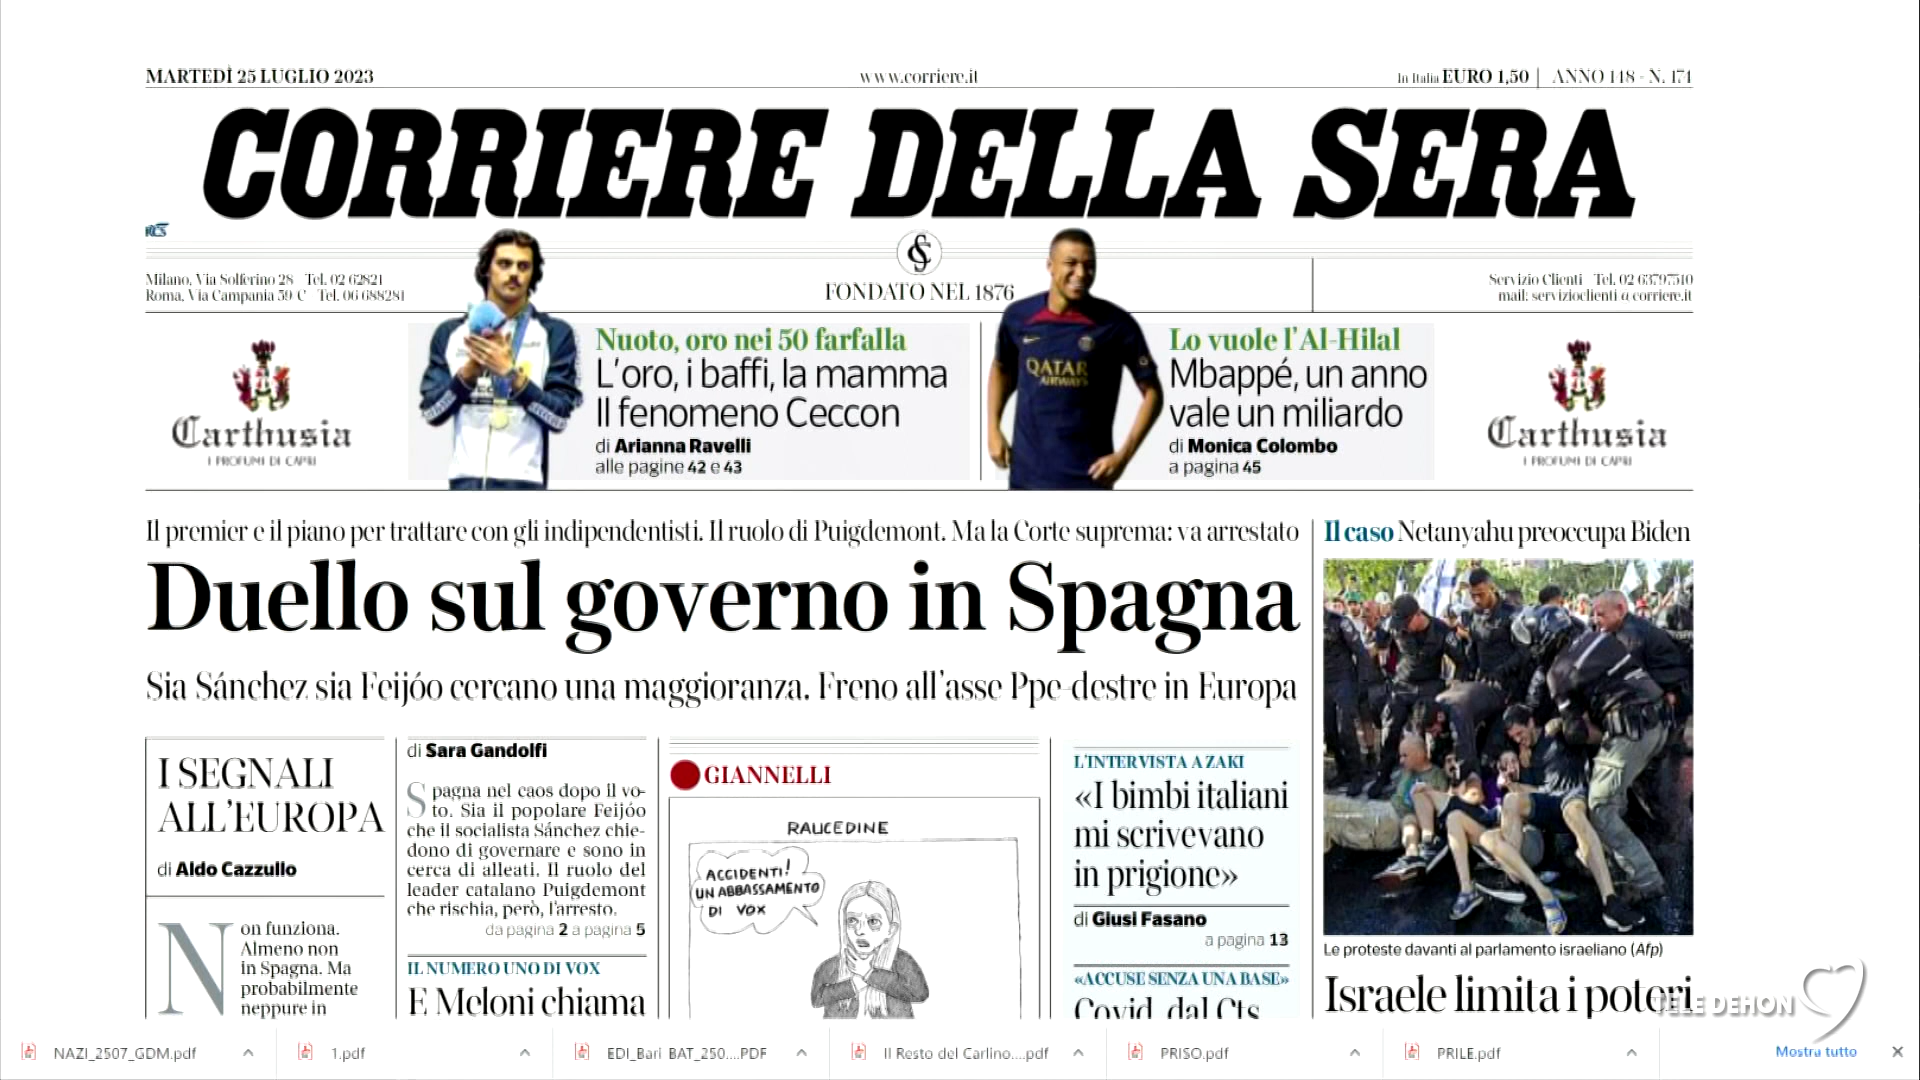 MARTEDÌ 25 LUGLIO 2023
www.corriere.it
In Italia EURO 1,50 | ANNO 148 - N. 174
CORRIERE DELLA SERA
RCS
Milano, Via Solferino 28 Tel. 02 62821
Roma, Via Campania 59 C Tel. 06 688281
FONDATO NEL 1876
Servizio Clienti Tel. 02 63797510
mail: servizioclienti@corriere.it
Carthusia
I PROFUMI DI CAPRI
Nuoto, oro nei 50 farfalla
L'oro, i baffi, la mamma
Il fenomeno Ceccon
di Arianna Ravelli
alle pagine 42 e 43
QATAR
AIRWAYS
Lo vuole l'Al-Hilal
Mbappé, un anno
vale un miliardo
di Monica Colombo
a pagina 45
Carthusia
I PROFUMI DI CAPRI
Il premier e il piano per trattare con gli indipendentisti. Il ruolo di Puigdemont. Ma la Corte suprema: va arrestato
Duello sul governo in Spagna
Sia Sánchez sia Feijóo cercano una maggioranza. Freno all'asse Ppe-destre in Europa
I SEGNALI
ALL'EUROPA
di Aldo Cazzullo
Non funziona.
Almeno non
in Spagna. Ma
probabilmente
neppure in
di Sara Gandolfi
Spagna nel caos dopo il vo-
to. Sia il popolare Feijóo
che il socialista Sánchez chie-
dono di governare e sono in
cerca di alleati. Il ruolo del
leader catalano Puigdemont
che rischia, però, l'arresto.
da pagina 2 a pagina 5
IL NUMERO UNO DI VOX
E Meloni chiama
GIANNELLI
RAUCEDINE
ACCIDENTI!
UN ABBASSAMENTO
DI VOX
L'INTERVISTA A ZAKI
«I bimbi italiani
mi scrivevano
in prigione»
di Giusi Fasano
a pagina 13
«ACCUSE SENZA UNA BASE»
Covid, dal Cts
Il caso Netanyahu preoccupa Biden
Le proteste davanti al parlamento israeliano (Afp)
Israele limita i poteri
TELE DEHON
NAZI_2507_GDM.pdf
1.pdf
EDI_Bari BAT_250....PDF
Il Resto del Carlino....pdf
PRISO.pdf
PRILE.pdf
Mostra tutto